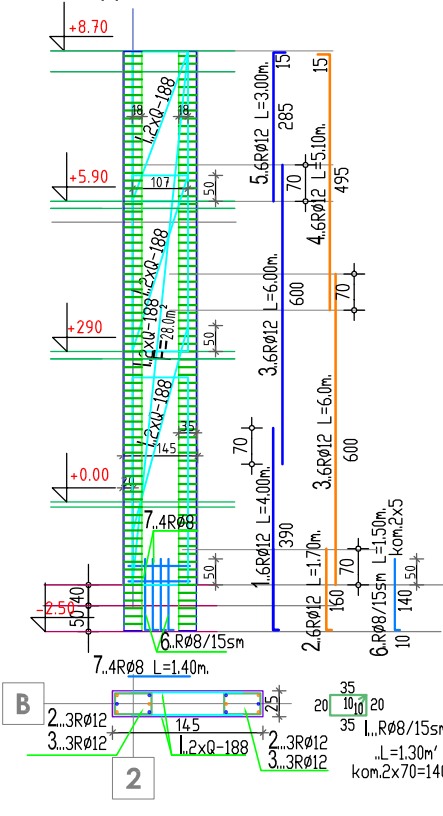 +8.70
+5.90
+290
+0.00
-2.50
40
50
18
18
1..2xQ-188
107
50
1..2xQ-188
1..2xQ-188
F=28.0m²
50
1..2xQ-188
35
145
20
7..4RØ8
50
6..RØ8/15sm
7..4RØ8 L=1.40m.
15
285
5..6RØ12 L=3.00m.
70
600
3..6RØ12 L=6.00m.
70
390
1..6RØ12 L=4.00m.
15
495
4..6RØ12 L=5.10m.
70
600
3..6RØ12 L=6.0m.
70
160
2..6RØ12 L=1.70m.
50
140
10
6..RØ8/15sm L=1.50m.
kom.2x5
B
2
25
145
2...3RØ12
3...3RØ12
1...2xQ-188
2...3RØ12
3...3RØ12
35
20
10
10
20
35
1...RØ8/15sm
..L=1.30m'
kom.2x70=140